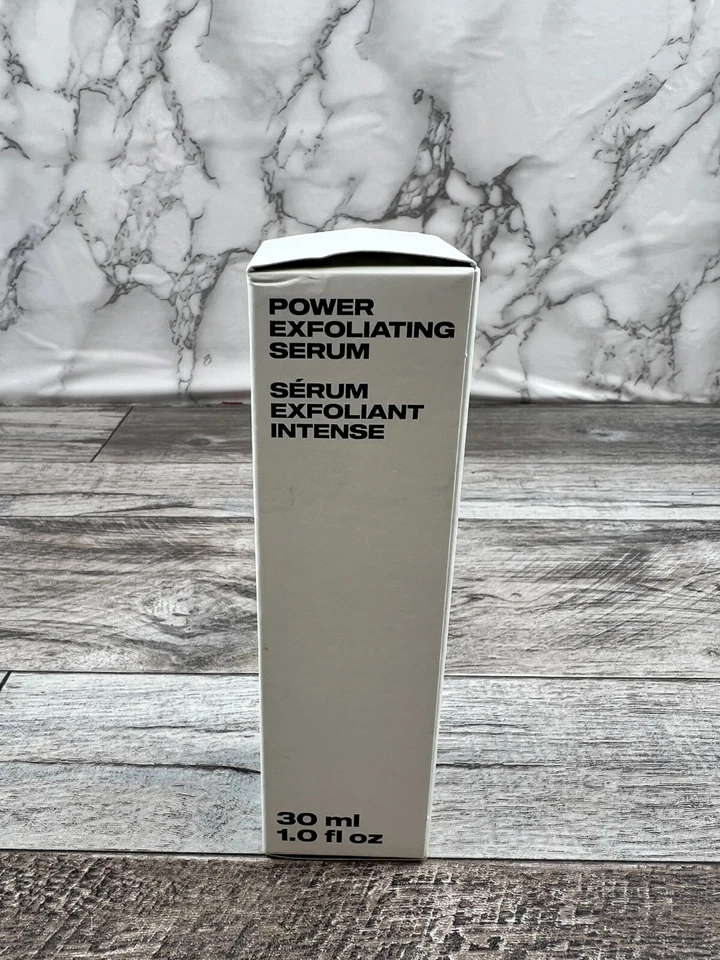 POWER
EXFOLIATING
SERUM
SÉRUM
EXFOLIANT
INTENSE
30 ml
1.0 fl oz